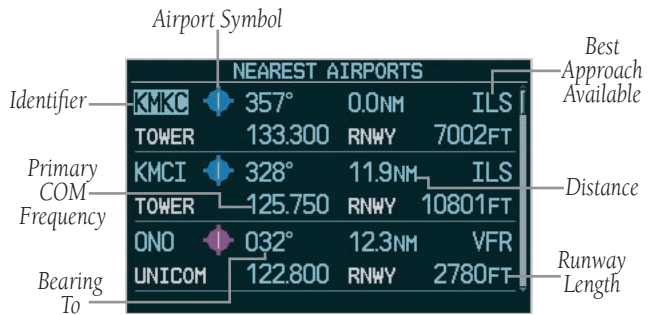 Airport Symbol
Best
Approach
Available
Identifier
NEAREST AIRPORTS
KMKC 357° 0.0NM ILS
TOWER 133.300 RNWY 7002FT
KMCI 328° 11.9NM ILS
TOWER 125.750 RNWY 10801FT
ONO 032° 12.3NM VFR
UNICOM 122.800 RNWY 2780FT
Primary
COM
Frequency
Distance
Bearing
To
Runway
Length